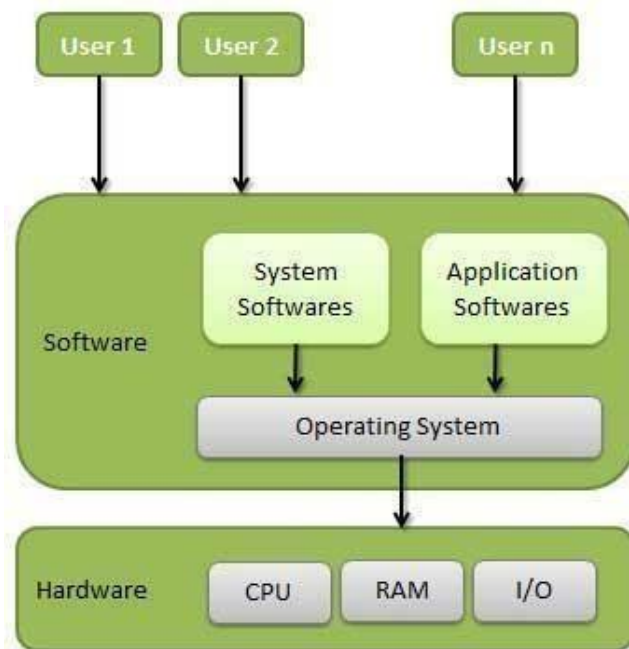 User 1
User 2
User n
System
Softwares
Application
Softwares
Software
Operating System
Hardware
CPU
RAM
I/O